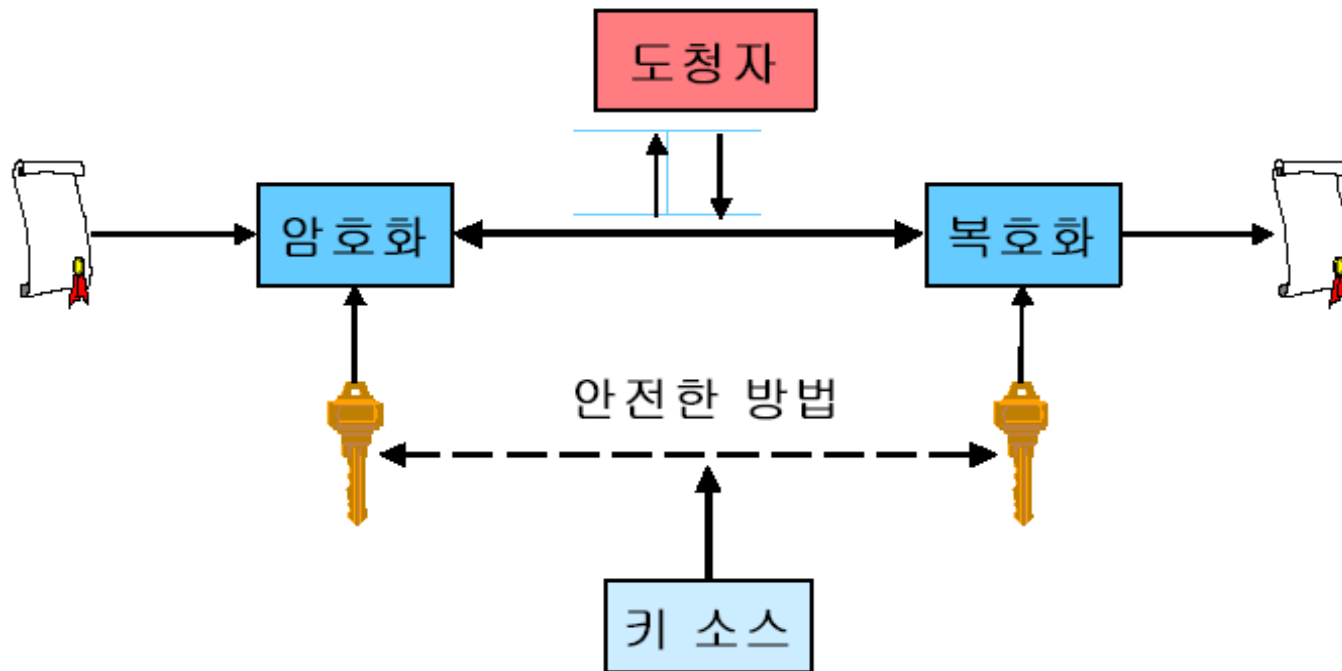 도청자
암호화
복호화
안전한 방법
키 소스